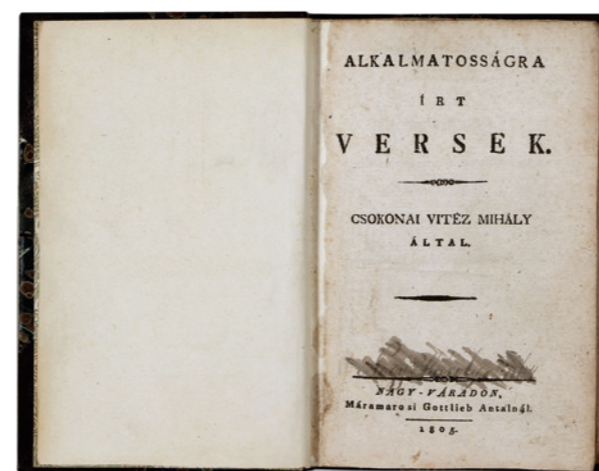 ALKALMATOSSÁGRA
ÍRT
VERSEK.
CSOKONAI VITÉZ MIHÁLY
ÁLTAL.
NAGY-VÁRADON,
Máramarosi Gottlieb Antalnál.
1805.